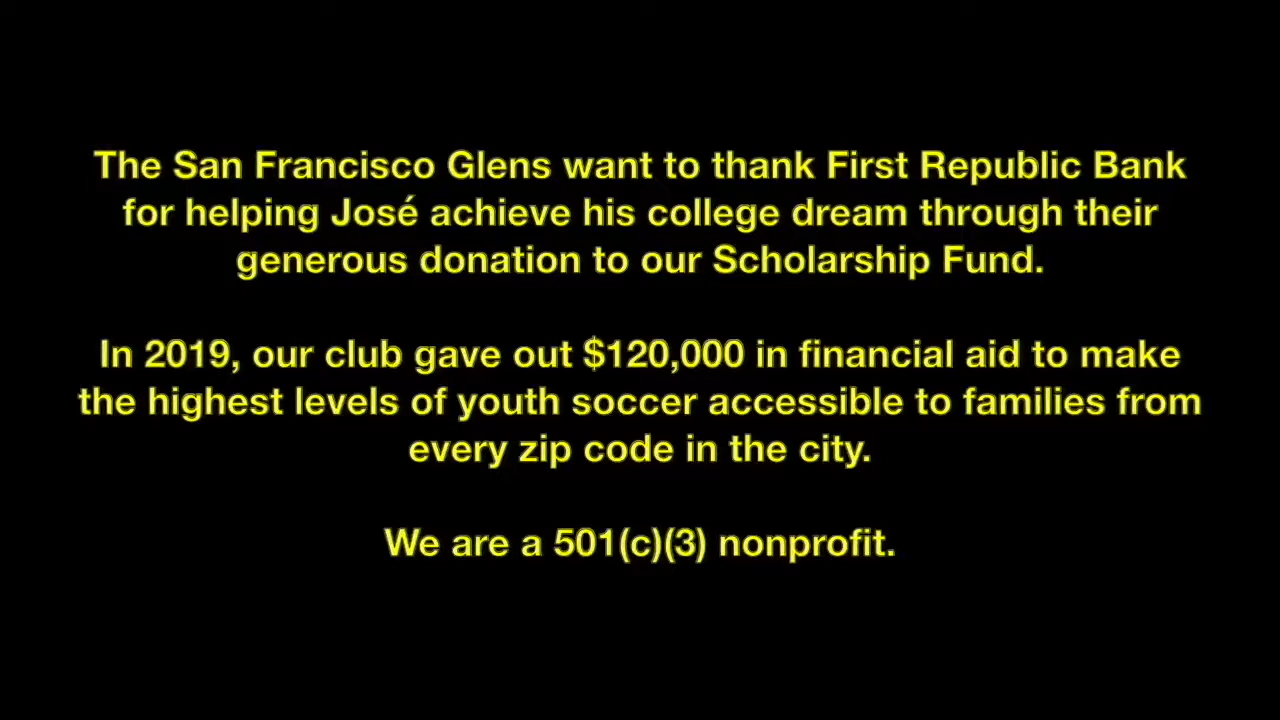 The San Francisco Glens want to thank First Republic Bank
for helping José achieve his college dream through their
generous donation to our Scholarship Fund.
In 2019, our club gave out $120,000 in financial aid to make
the highest levels of youth soccer accessible to families from
every zip code in the city.
We are a 501(c)(3) nonprofit.